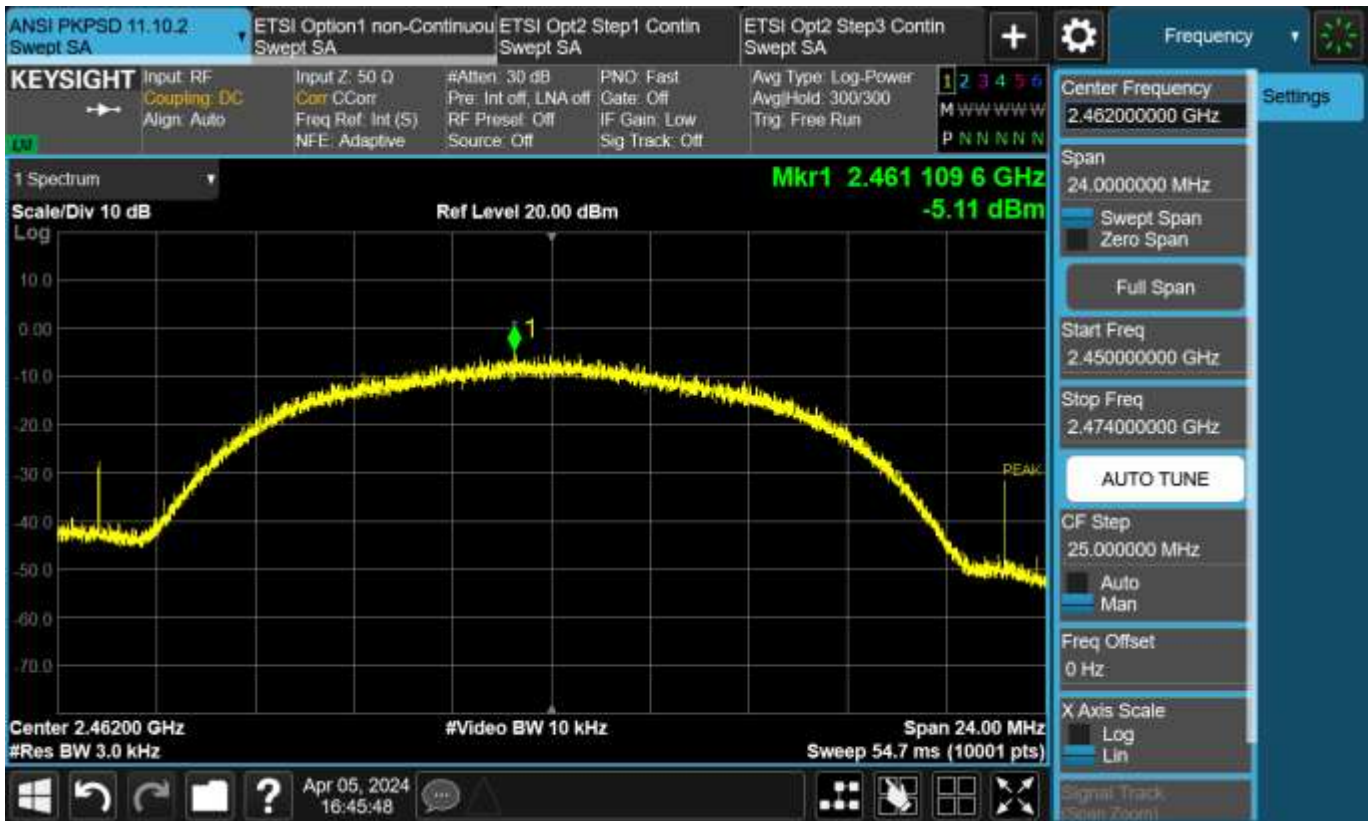 ANSI PKPSD 11.10.2
Swept SA
ETSI Option1 non-Continuou
Swept SA
ETSI Opt2 Step1 Contin
Swept SA
ETSI Opt2 Step3 Contin
Swept SA
+
Frequency
KEYSIGHT
Input: RF
Coupling: DC
Align: Auto
Input Z: 50 Ω
Corr CCorr
Freq Ref: Int (S)
NFE: Adaptive
#Atten: 30 dB
Pre: Int off, LNA off
RF Presel: Off
Source: Off
PNO: Fast
Gate: Off
IF Gain: Low
Sig Track: Off
Avg Type: Log-Power
Avg|Hold: 300/300
Trig: Free Run
1 2 3 4 5 6
M W W W W W
P N N N N N
1 Spectrum
Scale/Div 10 dB
Log
Ref Level 20.00 dBm
Mkr1 2.461 109 6 GHz
-5.11 dBm
1
10.0
0.00
-10.0
-20.0
-30.0
-40.0
-50.0
-60.0
-70.0
PEAK
Center 2.46200 GHz
#Res BW 3.0 kHz
#Video BW 10 kHz
Span 24.00 MHz
Sweep 54.7 ms (10001 pts)
?
Apr 05, 2024
16:45:48
Center Frequency
2.462000000 GHz
Settings
Span
24.0000000 MHz
Swept Span
Zero Span
Full Span
Start Freq
2.450000000 GHz
Stop Freq
2.474000000 GHz
AUTO TUNE
CF Step
25.000000 MHz
Auto
Man
Freq Offset
0 Hz
X Axis Scale
Log
Lin
Signal Track
(Span Zoom)